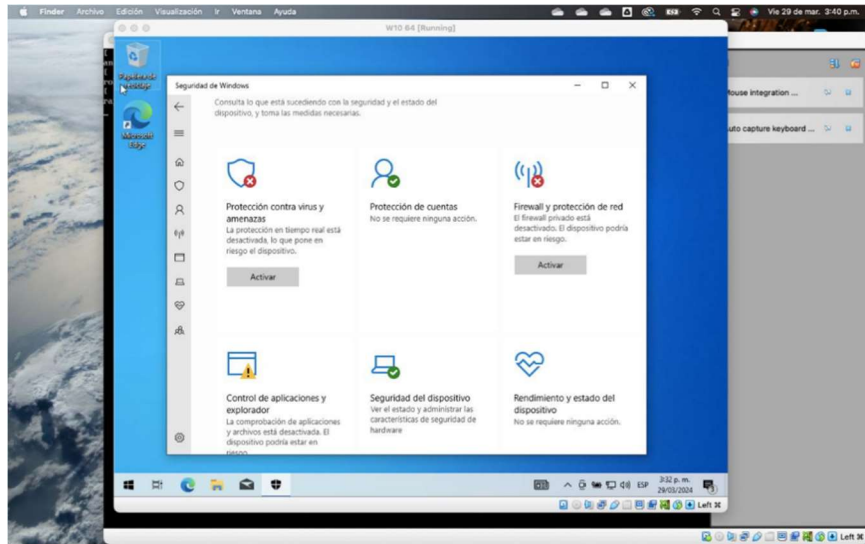 Finder Archivo Edición Visualización Ir Ventana Ayuda
Vie 29 de mar. 3:40 p.m.
W10 64 [Running]
Papelera de
reciclaje
Microsoft
Edge
Seguridad de Windows
Consulta lo que está sucediendo con la seguridad y el estado del
dispositivo, y toma las medidas necesarias.
Protección contra virus y
amenazas
La protección en tiempo real está
desactivada, lo que pone en
riesgo el dispositivo.
Activar
Protección de cuentas
No se requiere ninguna acción.
Firewall y protección de red
El firewall privado está
desactivado. El dispositivo podría
estar en riesgo.
Activar
Control de aplicaciones y
explorador
La comprobación de aplicaciones
y archivos está desactivada. El
dispositivo podría estar en
riesgo.
Seguridad del dispositivo
Ver el estado y administrar las
características de seguridad de
hardware
Rendimiento y estado del
dispositivo
No se requiere ninguna acción.
Mouse integration ...
uto capture keyboard ...
ESP
3:32 p. m.
29/03/2024
Left ⌘
Left ⌘